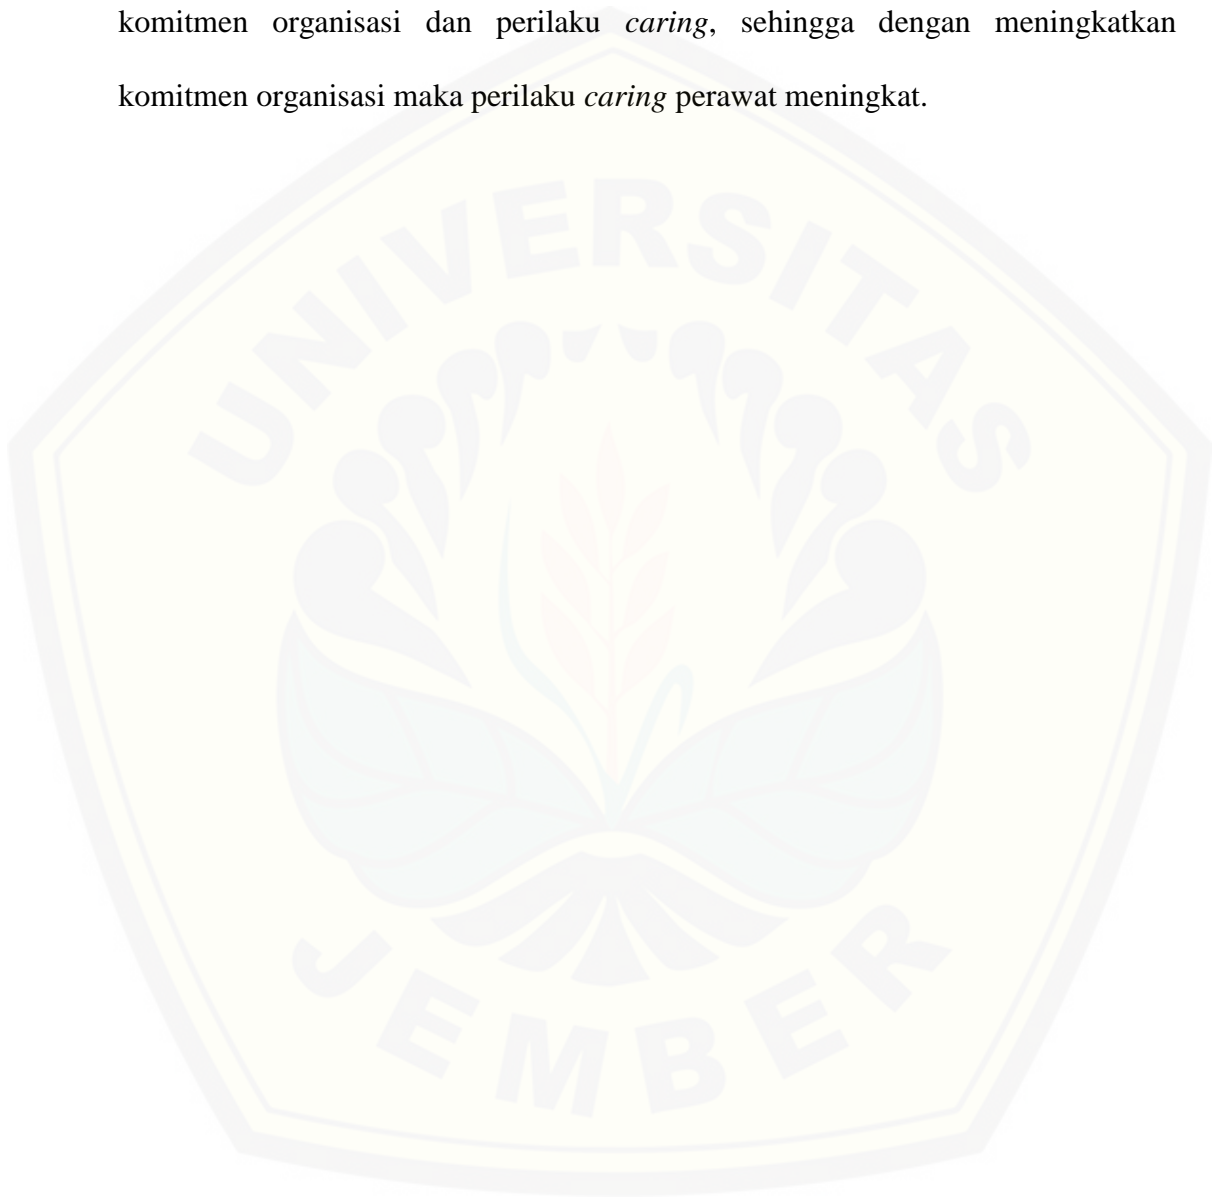 komitmen organisasi dan perilaku caring, sehingga dengan meningkatkan
komitmen organisasi maka perilaku caring perawat meningkat.
UNIVERSITAS
JEMBER